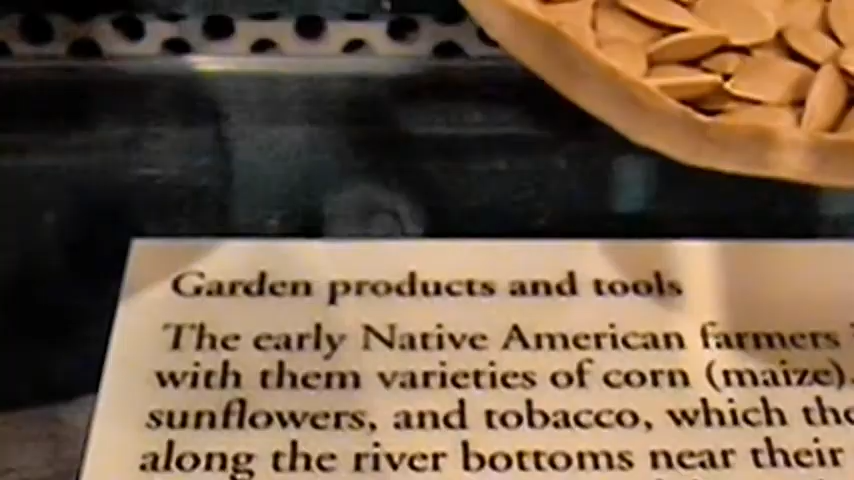 Garden products and tools
The early Native American farmers
with them varieties of corn (maize),
sunflowers, and tobacco, which
along the river bottoms near their